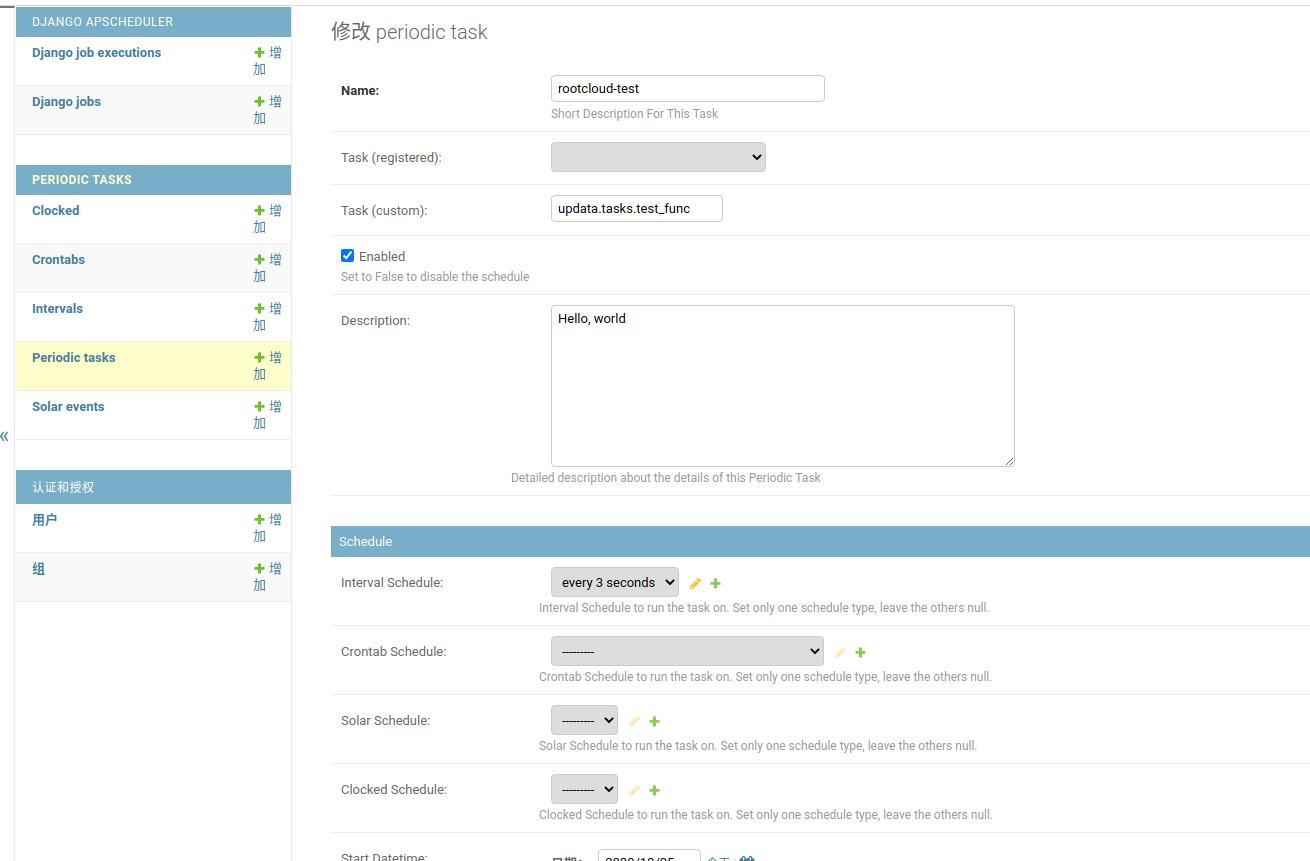 DJANGO APSCHEDULER
Django job executions
增
加
Django jobs
增
加
PERIODIC TASKS
Clocked
增
加
Crontabs
增
加
Intervals
增
加
Periodic tasks
增
加
Solar events
增
加
«
认证和授权
用户
增
加
组
增
加
修改 periodic task
Name:
rootcloud-test
Short Description For This Task
Task (registered):
Task (custom):
updata.tasks.test_func
Enabled
Set to False to disable the schedule
Description:
Hello, world
Detailed description about the details of this Periodic Task
Schedule
Interval Schedule:
every 3 seconds
Interval Schedule to run the task on. Set only one schedule type, leave the others null.
Crontab Schedule:
---------
Crontab Schedule to run the task on. Set only one schedule type, leave the others null.
Solar Schedule:
---------
Solar Schedule to run the task on. Set only one schedule type, leave the others null.
Clocked Schedule:
---------
Clocked Schedule to run the task on. Set only one schedule type, leave the others null.
Start Datetime: